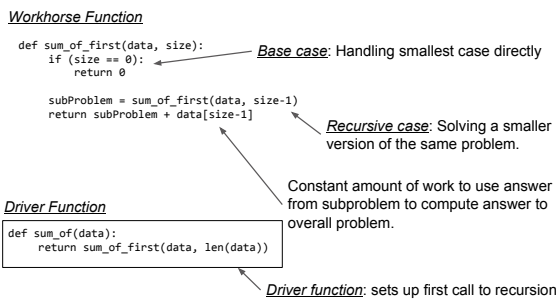 Workhorse Function
def sum_of_first(data, size):
    if (size == 0):
        return 0
    subProblem = sum_of_first(data, size-1)
    return subProblem + data[size-1]
Base case: Handling smallest case directly
Recursive case: Solving a smaller
version of the same problem.
Constant amount of work to use answer
from subproblem to compute answer to
overall problem.
Driver Function
def sum_of(data):
    return sum_of_first(data, len(data))
Driver function: sets up first call to recursion